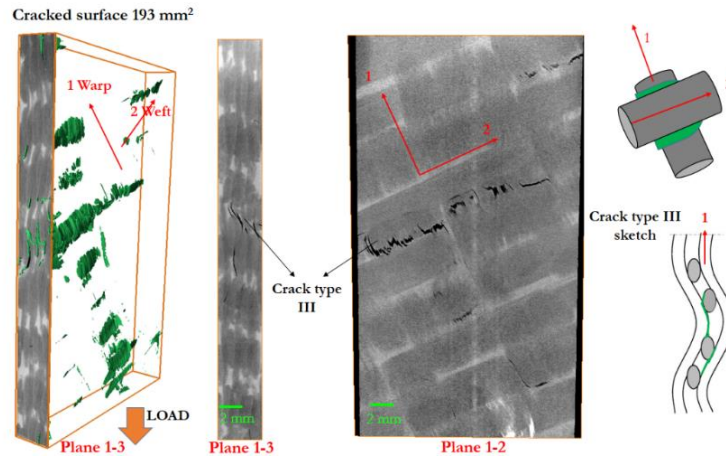 Cracked surface 193 mm²
1 Warp
2 Weft
LOAD
Plane 1-3
2 mm
Plane 1-3
Crack type
III
1
2
2 mm
Plane 1-2
1
Crack type III
sketch
1